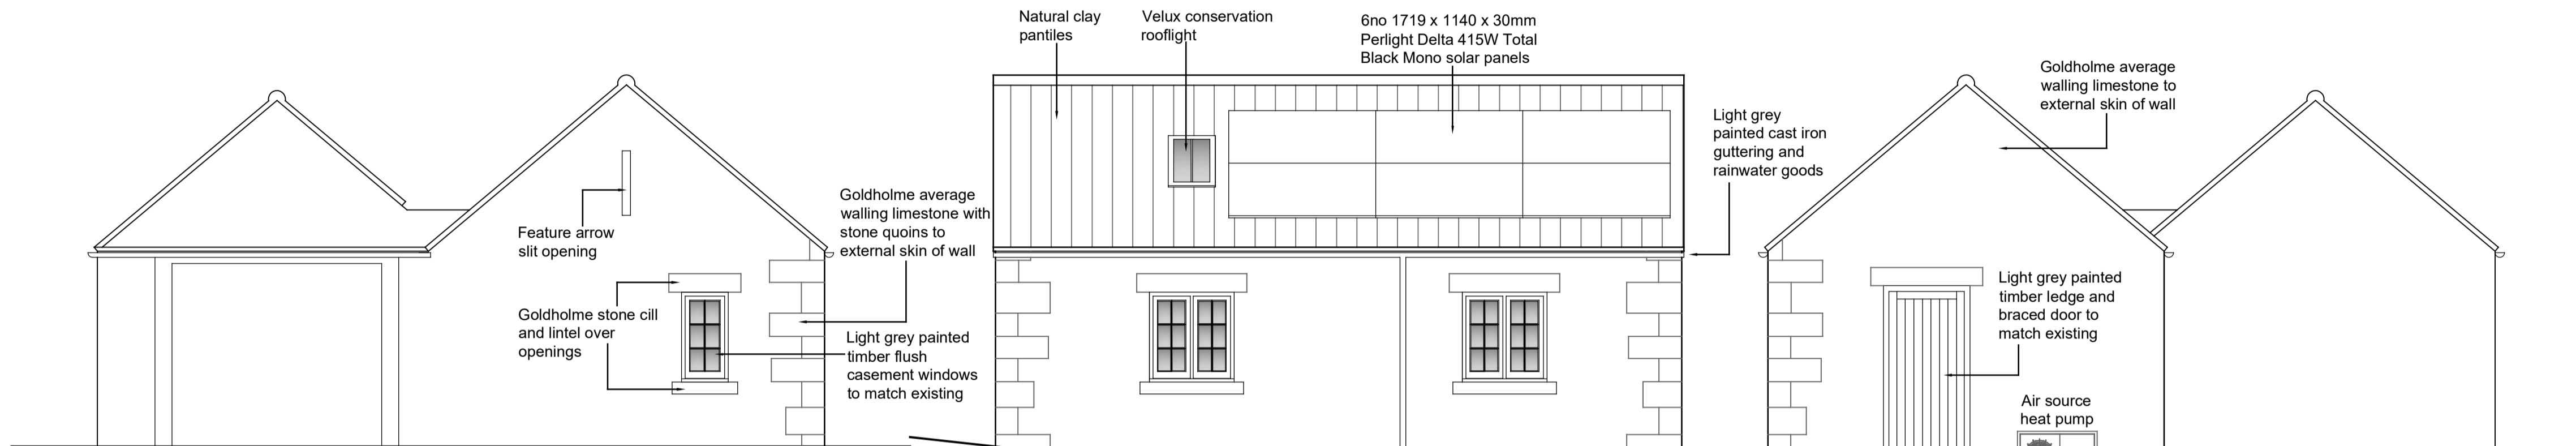 Natural clay
pantiles
Velux conservation
rooflight
6no 1719 x 1140 x 30mm
Perlight Delta 415W Total
Black Mono solar panels
Goldholme average
walling limestone to
external skin of wall
Light grey
painted cast iron
guttering and
rainwater goods
Goldholme average
walling limestone with
stone quoins to
external skin of wall
Feature arrow
slit opening
Goldholme stone cill
and lintel over
openings
Light grey painted
timber flush
casement windows
to match existing
Light grey painted
timber ledge and
braced door to
match existing
Air source
heat pump